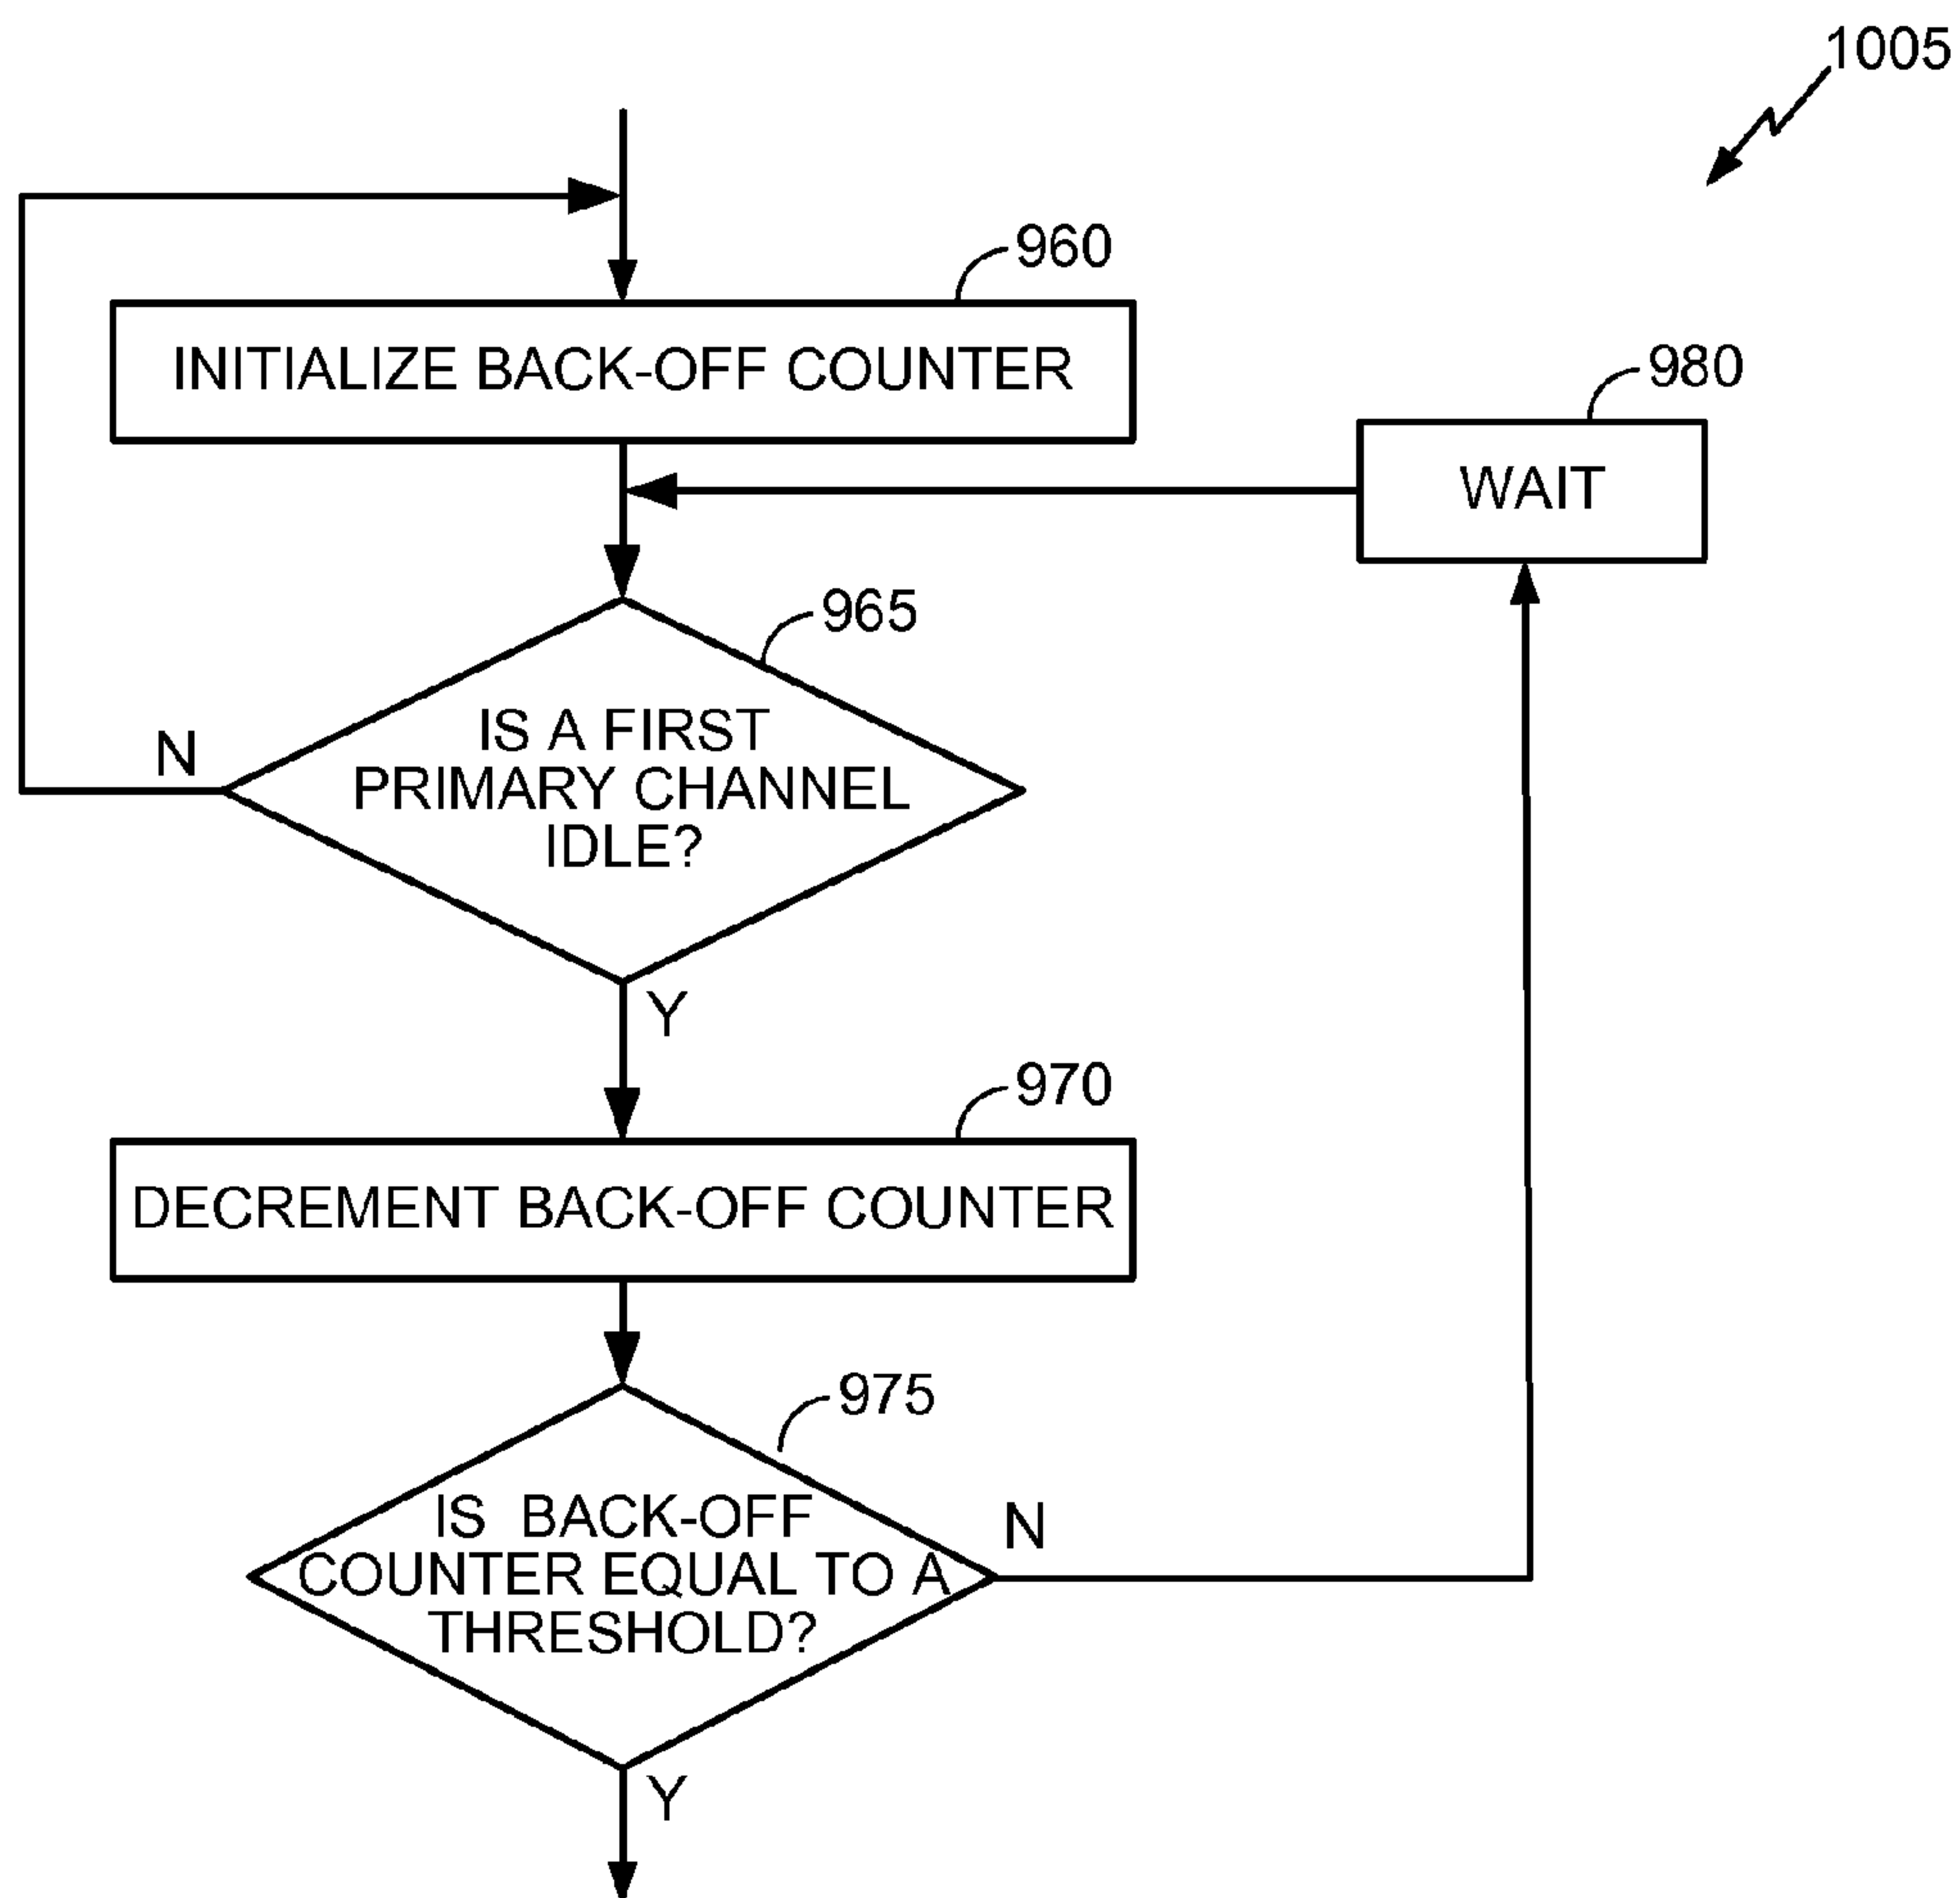 1005
960
INITIALIZE BACK-OFF COUNTER
980
WAIT
965
IS A FIRST
PRIMARY CHANNEL
IDLE?
N
Y
970
DECREMENT BACK-OFF COUNTER
975
IS BACK-OFF
COUNTER EQUAL TO A
THRESHOLD?
N
Y